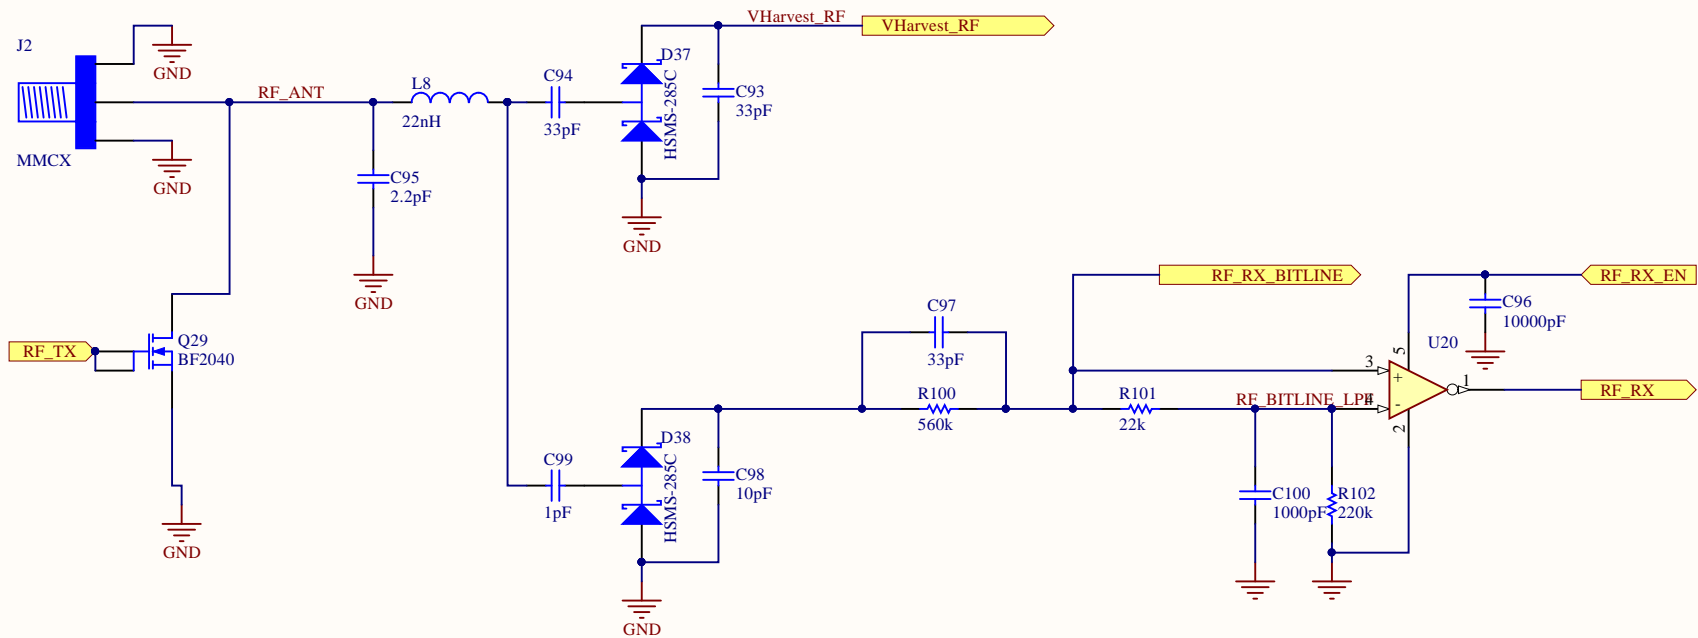 VHarvest_RF
VHarvest_RF
J2
GND
MMCX
GND
RF_ANT
L8
22nH
C94
33pF
D37
HSMS-285C
C93
33pF
GND
C95
2.2pF
GND
RF_TX
Q29
BF2040
GND
C99
1pF
D38
HSMS-285C
C98
10pF
GND
C97
33pF
R100
560k
RF_RX_BITLINE
R101
22k
RF_BITLINE_LPF
C100
1000pF
R102
220k
3
4
5
2
1
+
-
U20
RF_RX_EN
C96
10000pF
RF_RX